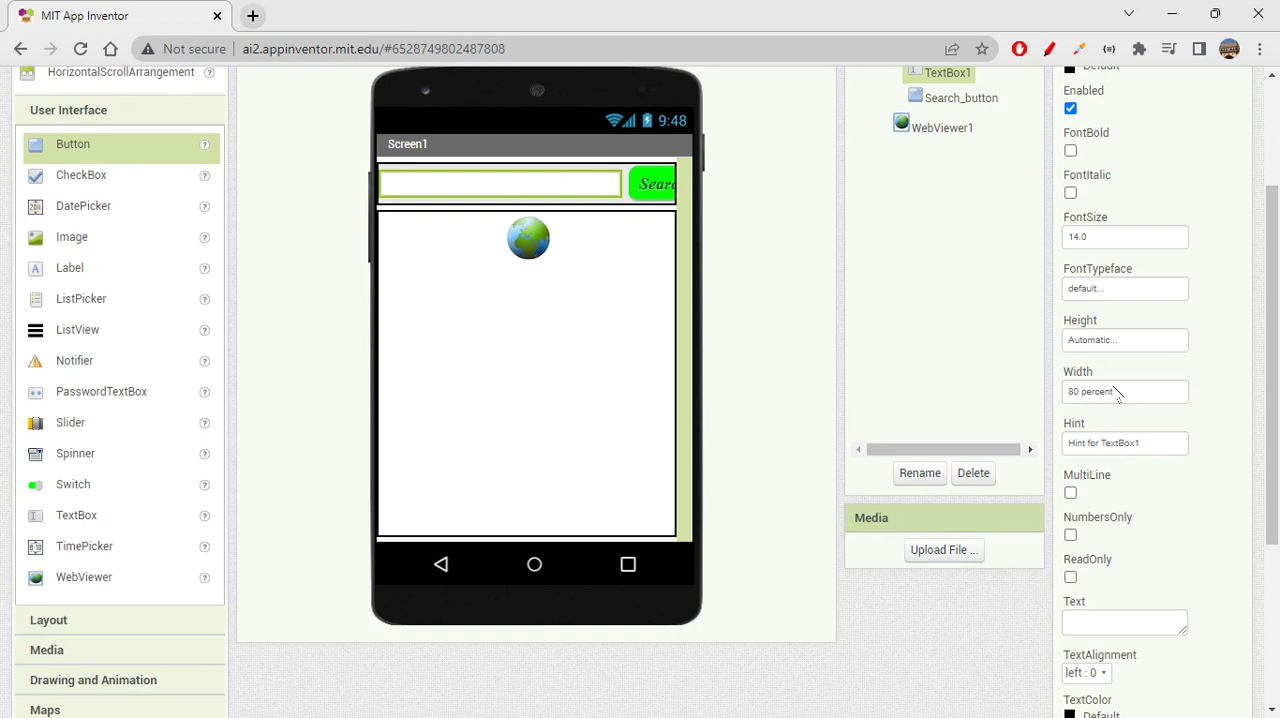 MIT App Inventor
Not secure
ai2.appinventor.mit.edu/#6528749802487808
HorizontalScrollArrangement
User Interface
Button
CheckBox
DatePicker
Image
Label
ListPicker
ListView
Notifier
PasswordTextBox
Slider
Spinner
Switch
TextBox
TimePicker
WebViewer
Layout
Media
Drawing and Animation
Maps
9:48
Screen1
Searc
TextBox1
Search_button
WebViewer1
Rename
Delete
Media
Upload File ...
Default
Enabled
FontBold
FontItalic
FontSize
14.0
FontTypeface
default...
Height
Automatic...
Width
80 percent
Hint
Hint for TextBox1
MultiLine
NumbersOnly
ReadOnly
Text
TextAlignment
left : 0
TextColor
Default